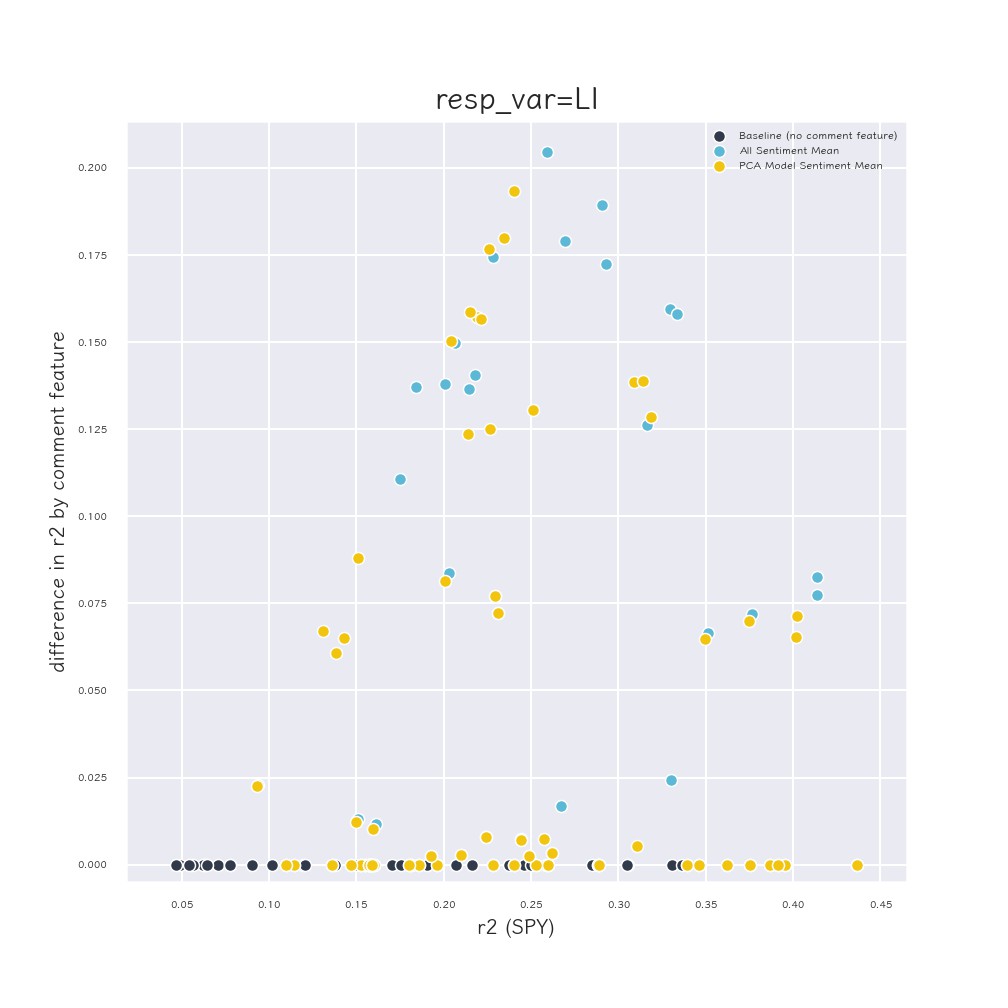 resp_var=LI
Baseline (no comment feature)
All Sentiment Mean
PCA Model Sentiment Mean
difference in r2 by comment feature
0.200
0.175
0.150
0.125
0.100
0.075
0.050
0.025
0.000
0.05 0.10 0.15 0.20 0.25 0.30 0.35 0.40 0.45
r2 (SPY)